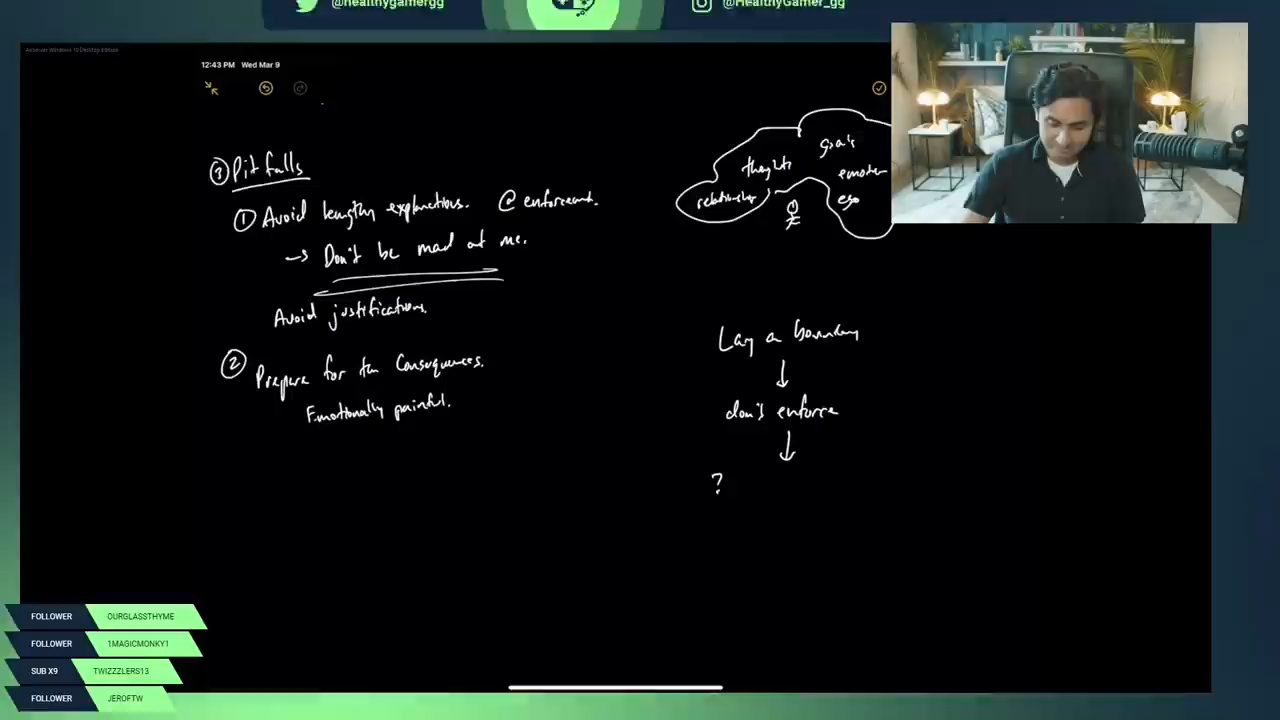 @healthygamergg
@HealthyGamer_gg
12:43 PM Wed Mar 9
③ Pitfalls
① Avoid lengthy explanations. @ enforcement.
→ Don't be mad at me.
Avoid justifications.
② Prepare for the Consequences.
Emotionally painful.
goals
thoughts
emotion
relationships
ego
Lay a boundary
↓
don't enforce
↓
?
FOLLOWER OURGLASSTHYME
FOLLOWER 1MAGICMONKY1
SUB X9 TWIZZZLERS13
FOLLOWER JEROFTW